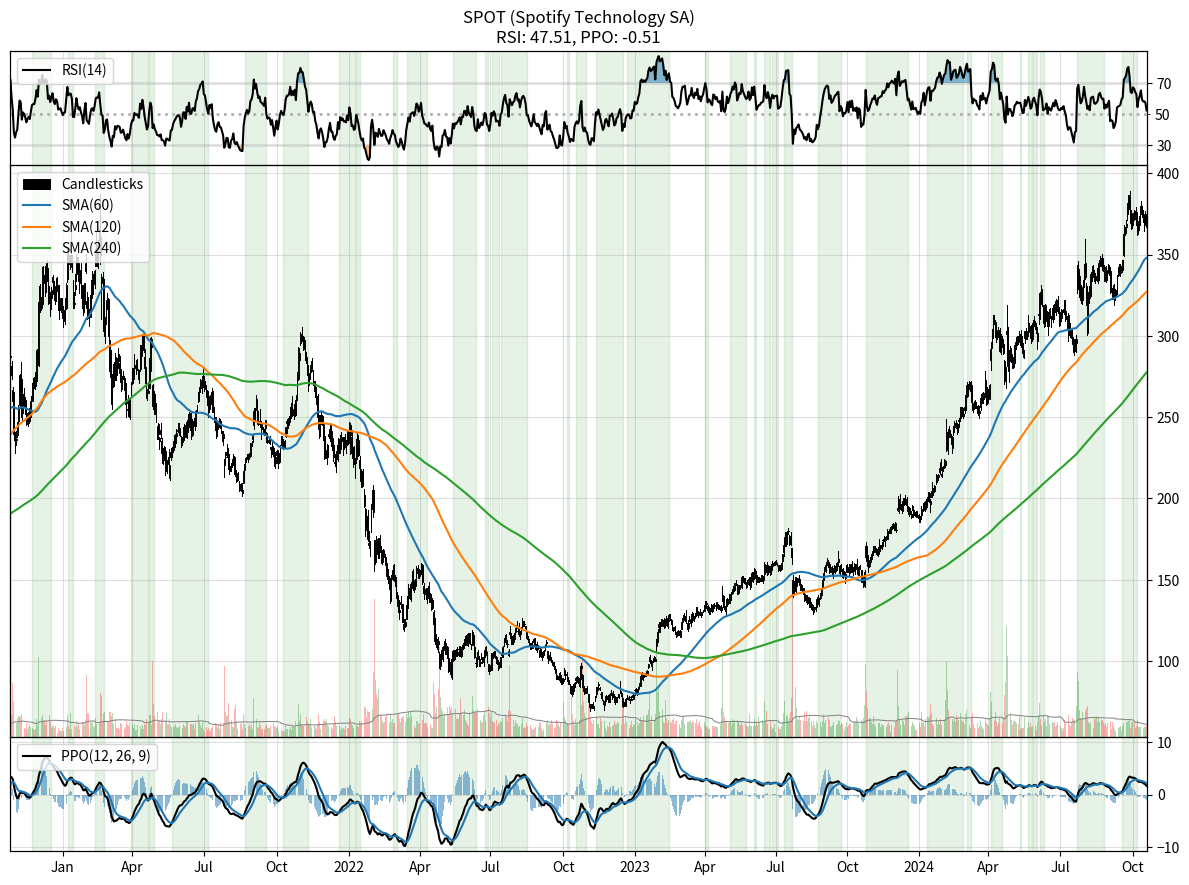 SPOT (Spotify Technology SA)
RSI: 47.51, PPO: -0.51
RSI(14)
70
50
30
Candlesticks
SMA(60)
SMA(120)
SMA(240)
400
350
300
250
200
150
100
PPO(12, 26, 9)
10
0
−10
Jan Apr Jul Oct 2022 Apr Jul Oct 2023 Apr Jul Oct 2024 Apr Jul Oct